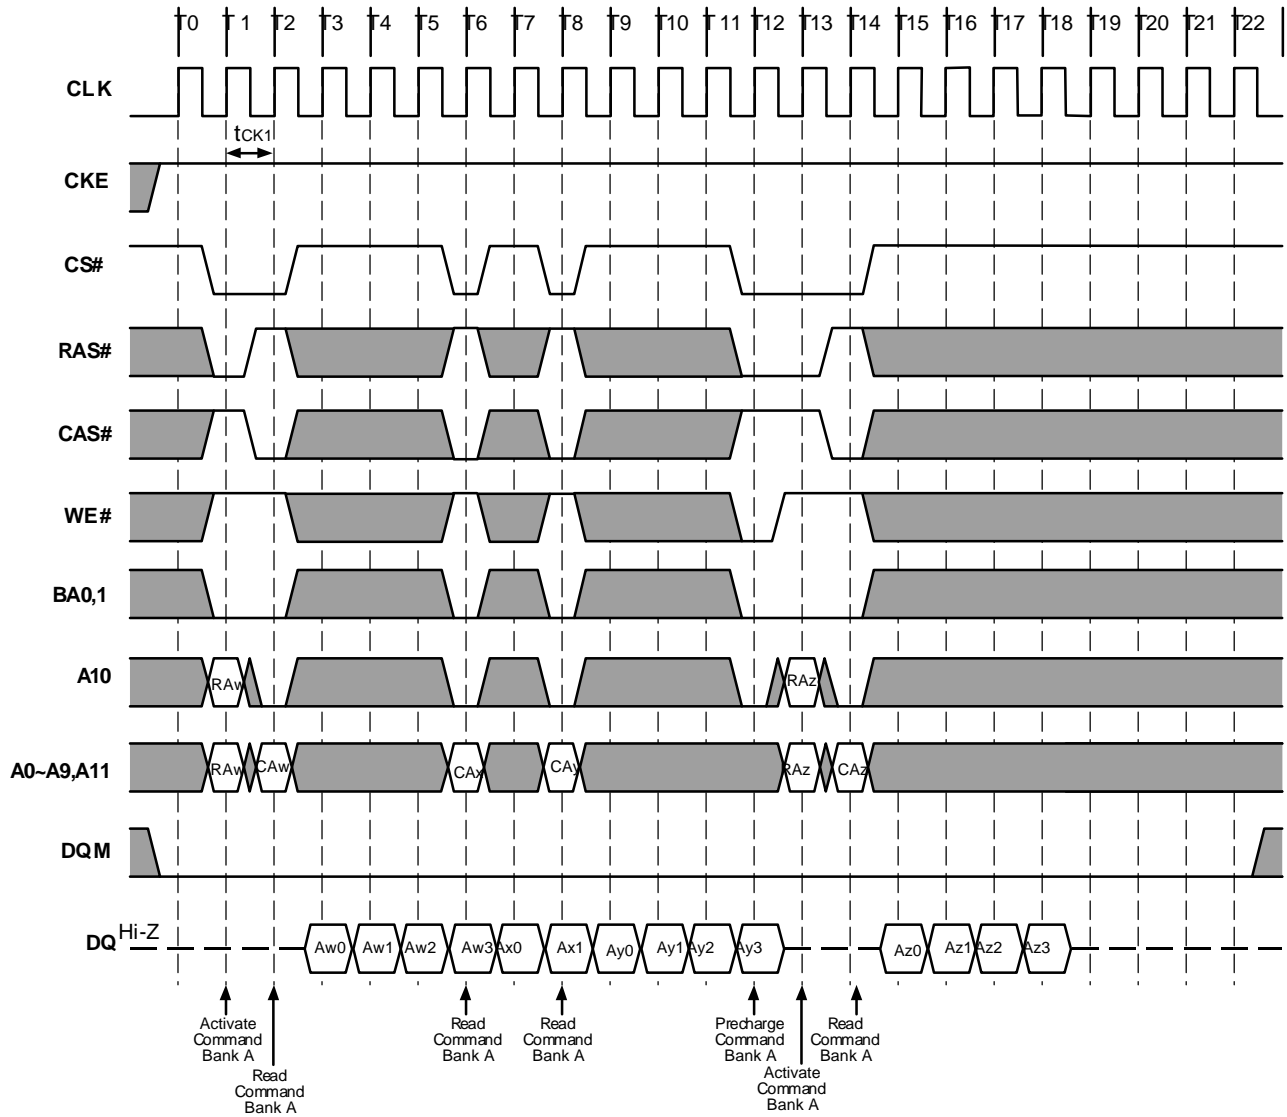 T0 T 1 T2 T3 T4 T5 T6 T7 T8 T9 T10 T 11 T12 T13 T14 T15 T16 T17 T18 T19 T20 T21 T22
CLK
tCK1
CKE
CS#
RAS#
CAS#
WE#
BA0,1
A10
RAw RAz
A0~A9,A11
RAw CAw CAx CAy RAz CAz
DQM
DQ Hi-Z
Aw0 Aw1 Aw2 Aw3 Ax0 Ax1 Ay0 Ay1 Ay2 Ay3 Az0 Az1 Az2 Az3
Activate
Command
Bank A
Read
Command
Bank A
Read
Command
Bank A
Read
Command
Bank A
Precharge
Command
Bank A
Activate
Command
Bank A
Read
Command
Bank A